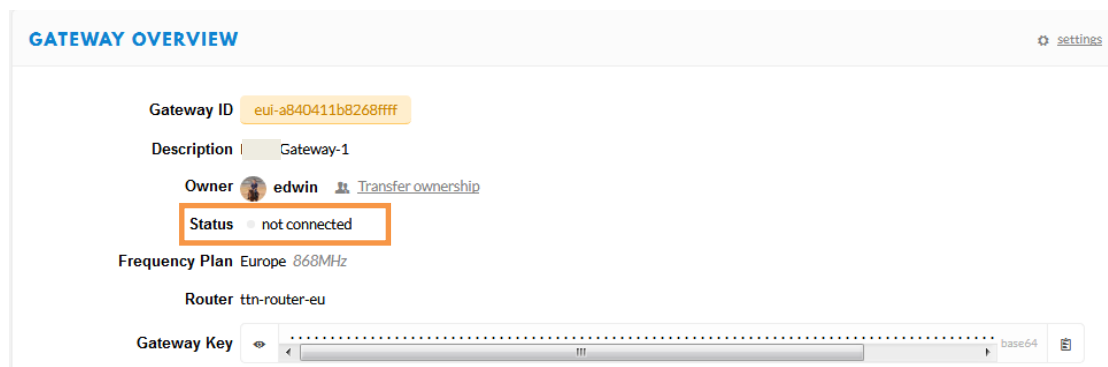 GATEWAY OVERVIEW settings
Gateway ID eui-a840411b8268ffff
Description Gateway-1
Owner edwin Transfer ownership
Status not connected
Frequency Plan Europe 868MHz
Router ttn-router-eu
Gateway Key base64